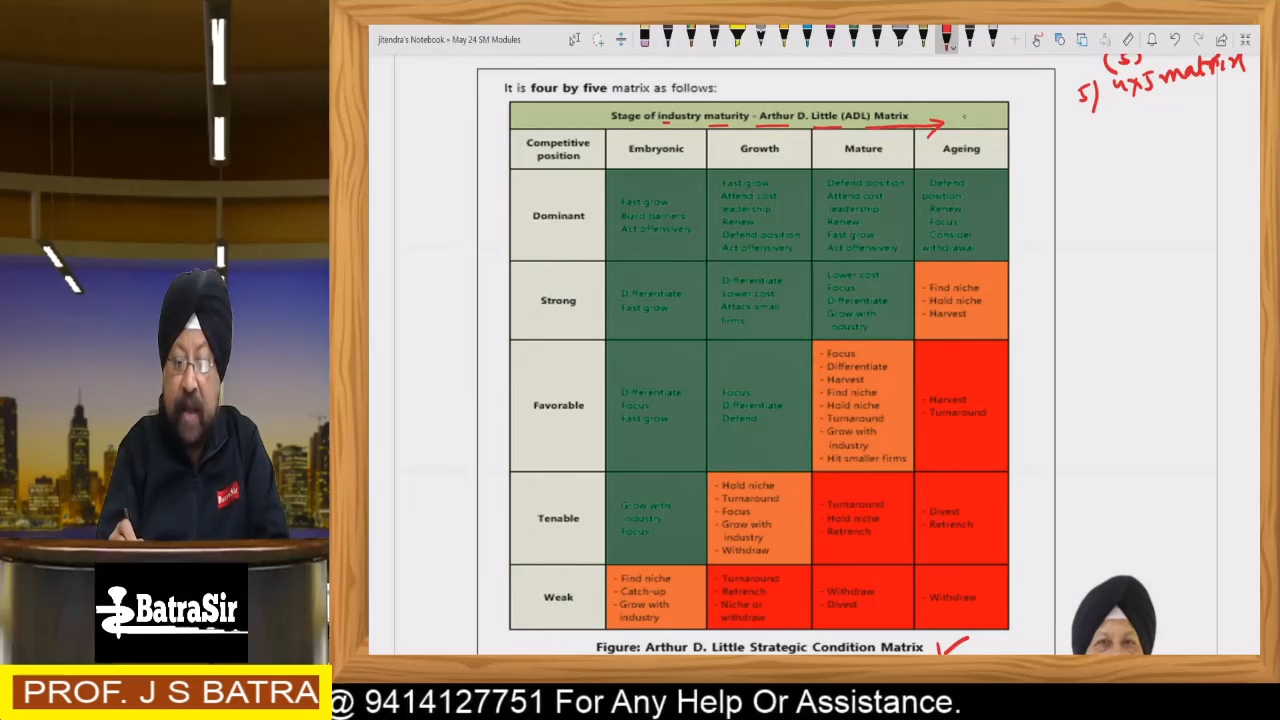 jitendra's Notebook » May 24 SM Modules
(5)
5) 4x5 matrix
It is four by five matrix as follows:
Stage of industry maturity - Arthur D. Little (ADL) Matrix
Competitive position Embryonic Growth Mature Ageing
Dominant
Fast grow
Build barriers
Act offensively
Fast grow
Attend cost
leadership
Renew
Defend position
Act offensively
Defend position
Attend cost
leadership
Renew
Fast grow
Act offensively
Defend
position
Renew
Focus
Consider
withdrawa
Strong
Differentiate
Fast grow
Differentiate
Lower cost
Attack small
firms
Lower cost
Focus
Differentiate
Grow with
industry
- Find niche
- Hold niche
- Harvest
Favorable
Differentiate
Focus
Fast grow
Focus
Differentiate
Defend
- Focus
- Differentiate
- Harvest
- Find niche
- Hold niche
- Turnaround
- Grow with
industry
- Hit smaller firms
- Harvest
- Turnaround
Tenable
Grow with
industry
Focus
- Hold niche
- Turnaround
- Focus
- Grow with
industry
- Withdraw
- Turnaround
- Hold niche
- Retrench
- Divest
- Retrench
Weak
- Find niche
- Catch-up
- Grow with
industry
- Turnaround
- Retrench
- Niche or
withdraw
- Withdraw
- Divest
- Withdraw
Figure: Arthur D. Little Strategic Condition Matrix
BatraSir
BatraSir
PROF. J S BATRA
@ 9414127751 For Any Help Or Assistance.